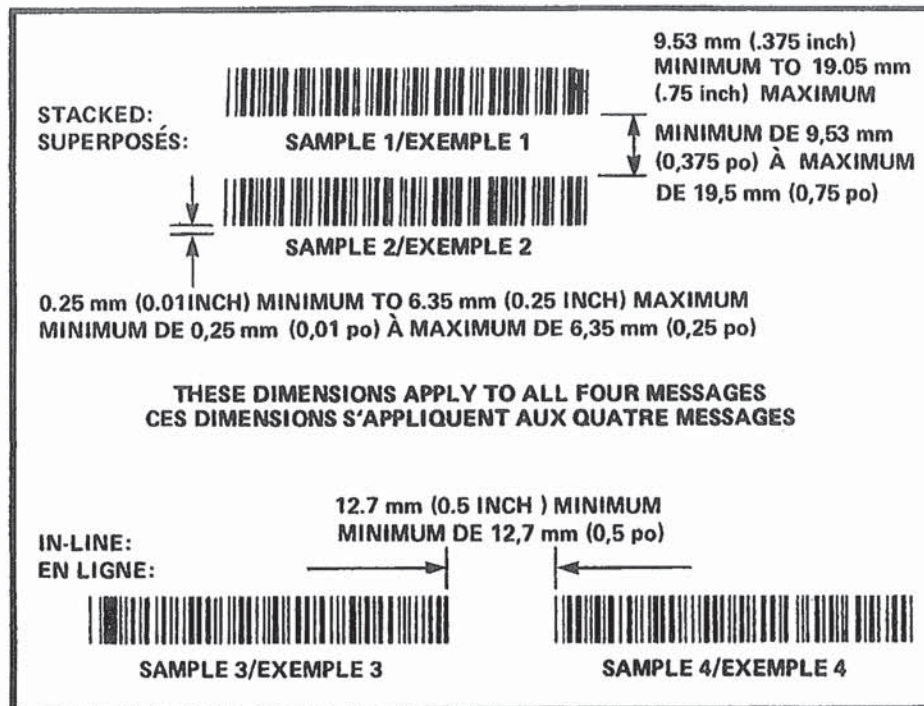 9.53 mm (.375 inch)
MINIMUM TO 19.05 mm
(.75 inch) MAXIMUM
STACKED:
SUPERPOSÉS:
SAMPLE 1/EXEMPLE 1
MINIMUM DE 9,53 mm
(0,375 po) À MAXIMUM
DE 19,5 mm (0,75 po)
SAMPLE 2/EXEMPLE 2
0.25 mm (0.01INCH) MINIMUM TO 6.35 mm (0.25 INCH) MAXIMUM
MINIMUM DE 0,25 mm (0,01 po) À MAXIMUM DE 6,35 mm (0,25 po)
THESE DIMENSIONS APPLY TO ALL FOUR MESSAGES
CES DIMENSIONS S'APPLIQUENT AUX QUATRE MESSAGES
12.7 mm (0.5 INCH ) MINIMUM
MINIMUM DE 12,7 mm (0,5 po)
IN-LINE:
EN LIGNE:
SAMPLE 3/EXEMPLE 3
SAMPLE 4/EXEMPLE 4